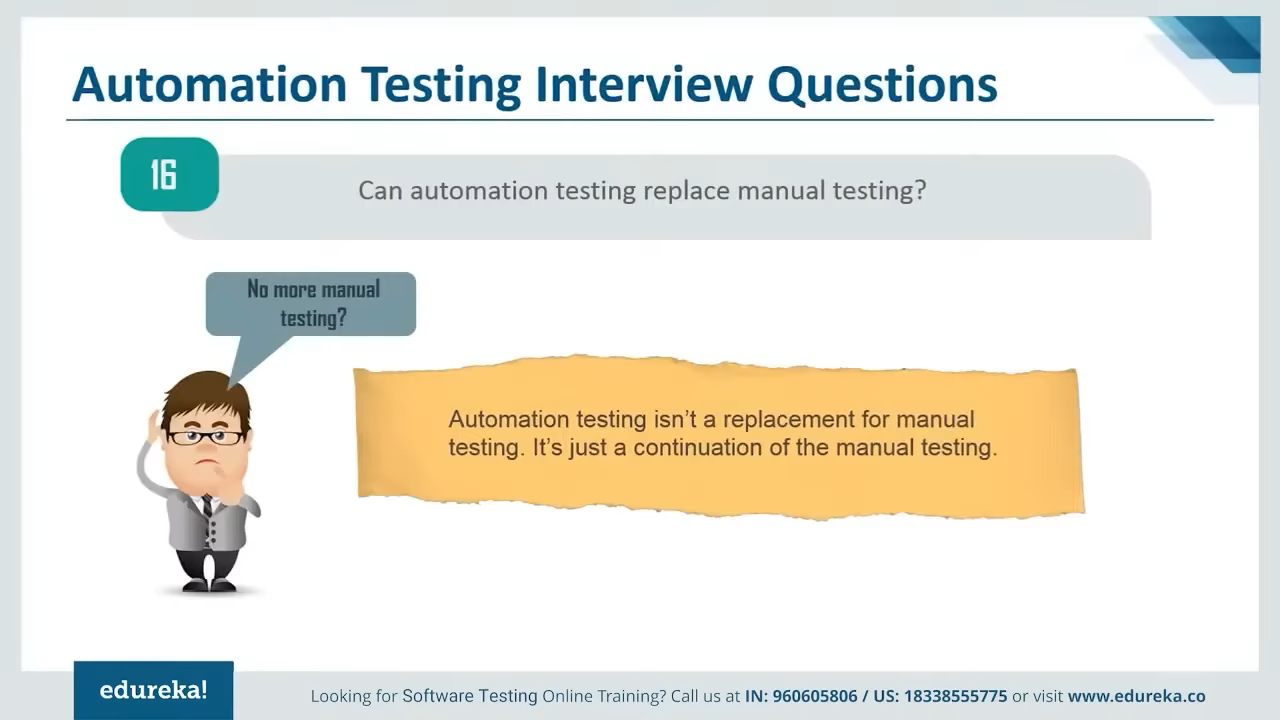 Automation Testing Interview Questions
16
Can automation testing replace manual testing?
No more manual
testing?
Automation testing isn't a replacement for manual
testing. It's just a continuation of the manual testing.
edureka!
Looking for Software Testing Online Training? Call us at IN: 960605806 / US: 18338555775 or visit www.edureka.co